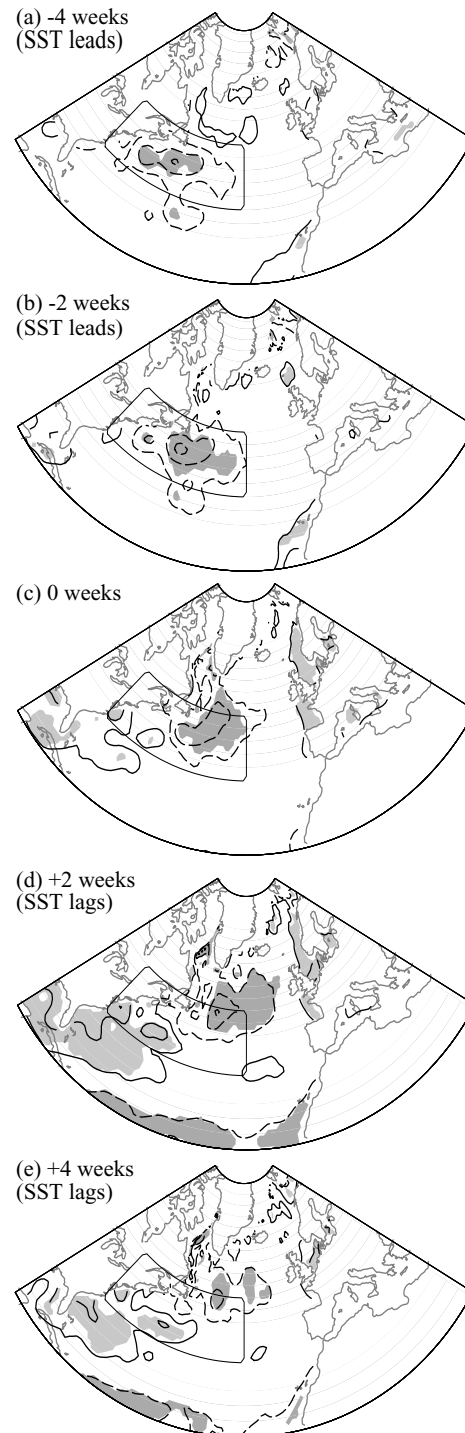 (a) -4 weeks
(SST leads)
(b) -2 weeks
(SST leads)
(c) 0 weeks
(d) +2 weeks
(SST lags)
(e) +4 weeks
(SST lags)